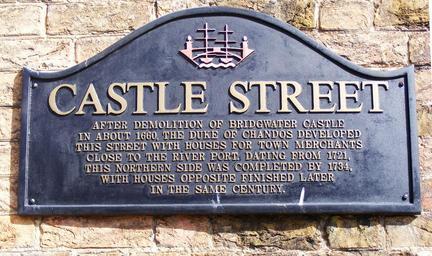 CASTLE STREET
AFTER DEMOLITION OF BRIDGWATER CASTLE
IN ABOUT 1660, THE DUKE OF CHANDOS DEVELOPED
THIS STREET WITH HOUSES FOR TOWN MERCHANTS
CLOSE TO THE RIVER PORT. DATING FROM 1721,
THIS NORTHERN SIDE WAS COMPLETED BY 1734,
WITH HOUSES OPPOSITE FINISHED LATER
IN THE SAME CENTURY.